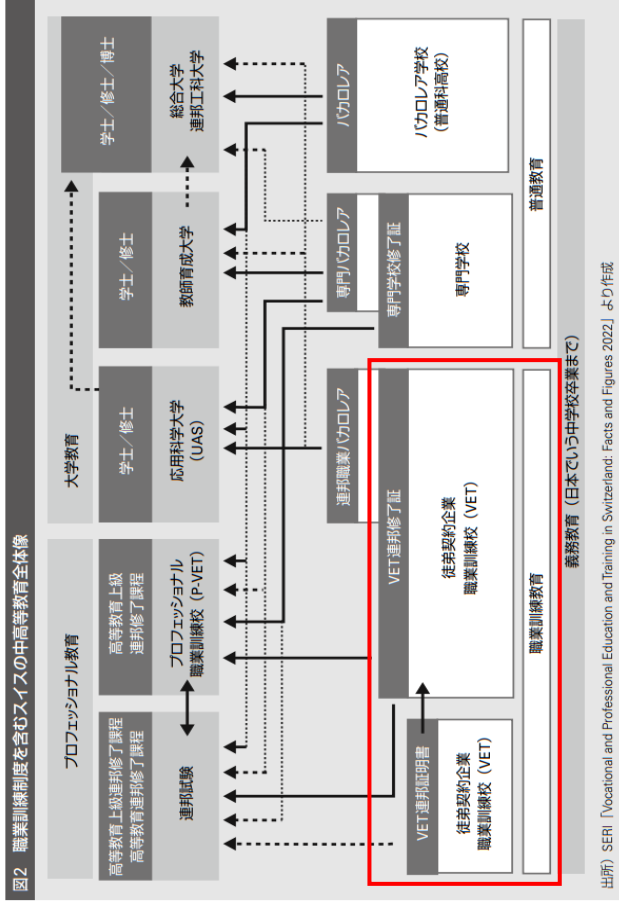 図2 職業訓練制度を含むスイスの中高等教育全体像
プロフェッショナル教育
大学教育
高等教育上級連邦修了課程
高等教育連邦修了課程
連邦試験
高等教育上級
連邦修了課程
プロフェッショナル
職業訓練校（P-VET）
学士／修士
応用科学大学
（UAS）
学士／修士
教師育成大学
学士／修士／博士
総合大学
連邦工科大学
連邦職業バカロレア
専門バカロレア
バカロレア
VET連邦証明書
徒弟契約企業
職業訓練校（VET）
VET連邦修了証
徒弟契約企業
職業訓練校（VET）
専門学校修了証
専門学校
バカロレア学校
（普通科高校）
職業訓練教育
普通教育
義務教育（日本でいう中学校卒業まで）
出所）SERI「Vocational and Professional Education and Training in Switzerland: Facts and Figures 2022」より作成